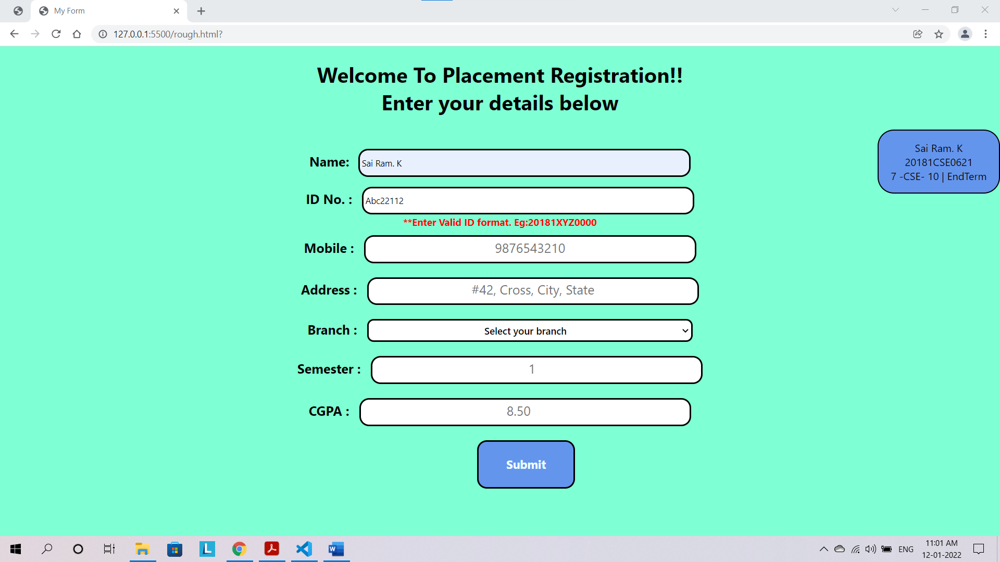 My Form
127.0.0.1:5500/rough.html?
Welcome To Placement Registration!!
Enter your details below
Sai Ram. K
20181CSE0621
7 -CSE- 10 | EndTerm
Name: Sai Ram. K
ID No. : Abc22112
**Enter Valid ID format. Eg:20181XYZ0000
Mobile : 9876543210
Address : #42, Cross, City, State
Branch : Select your branch
Semester : 1
CGPA : 8.50
Submit
L
W
ENG
11:01 AM
12-01-2022